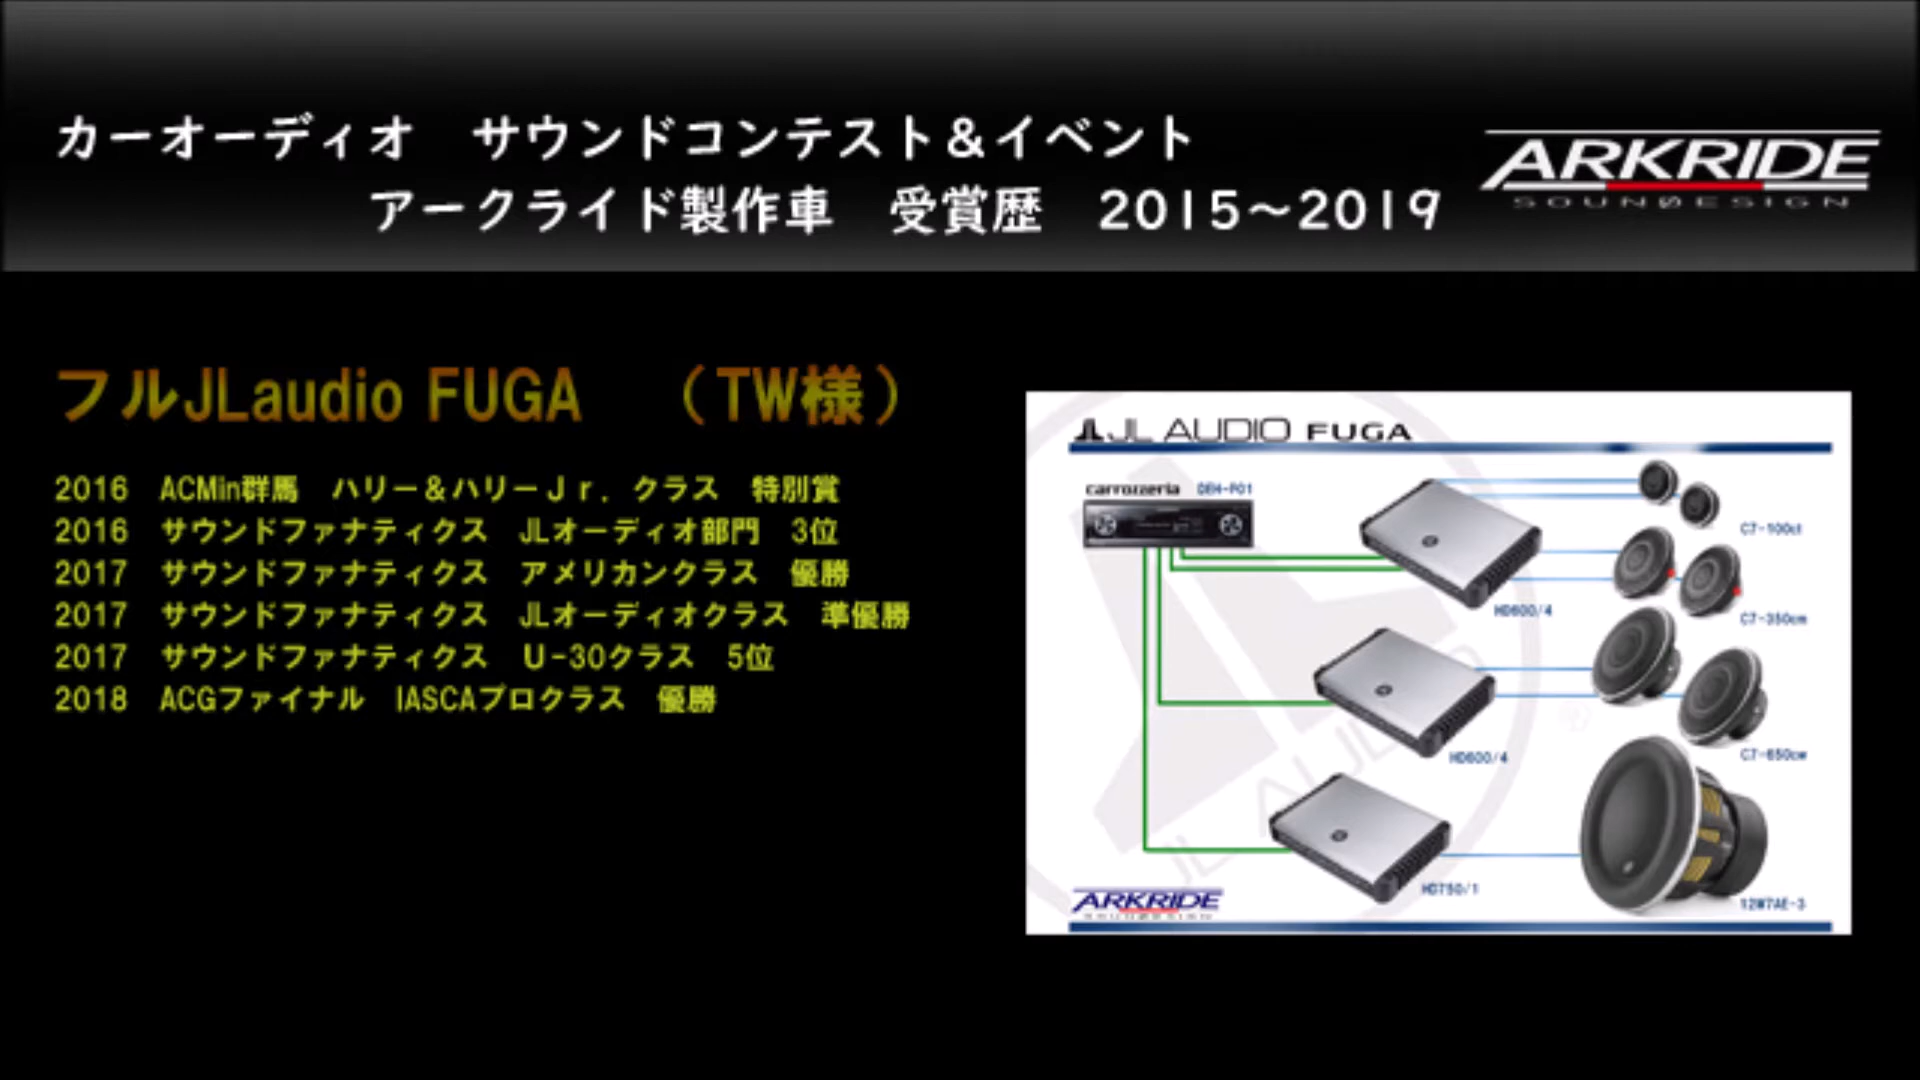 カーオーディオ　サウンドコンテスト＆イベント
アークライド製作車　受賞歴　2015～2019
ARKRIDE
SOUNDESIGN
フルJLaudio FUGA　（TW様）
2016　ACMin群馬　ハリー＆ハリーＪｒ．クラス　特別賞
2016　サウンドファナティクス　JLオーディオ部門　3位
2017　サウンドファナティクス　アメリカンクラス　優勝
2017　サウンドファナティクス　JLオーディオクラス　準優勝
2017　サウンドファナティクス　U-30クラス　5位
2018　ACGファイナル　IASCAプロクラス　優勝
JL AUDIO FUGA
carrozzeria DEH-P01
C7-100ct
HD600/4
C7-350cm
HD600/4
C7-650cw
HD750/1
12W7AE-3
JL AUDIO
ARKRIDE
SOUNDESIGN